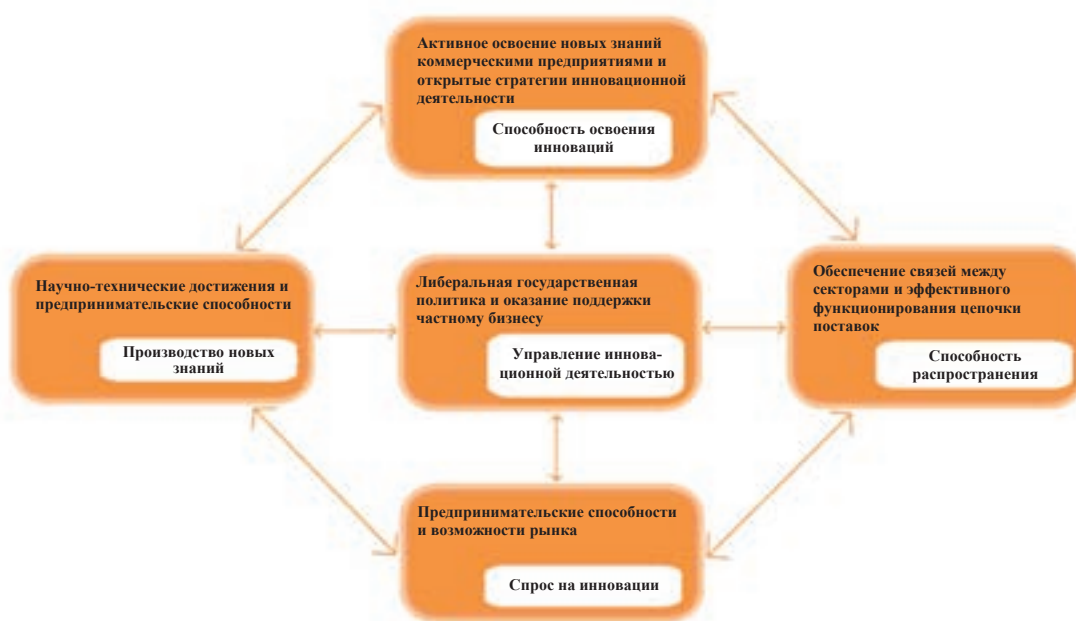 Активное освоение новых знаний
коммерческими предприятиями и
открытые стратегии инновационной
деятельности
Способность освоения
инноваций
Научно-технические достижения и
предпринимательские способности
Производство новых
знаний
Либеральная государственная
политика и оказание поддержки
частному бизнесу
Управление иннова-
ционной деятельностью
Обеспечение связей между
секторами и эффективного
функционирования цепочки
поставок
Способность
распространения
Предпринимательские способности
и возможности рынка
Спрос на инновации